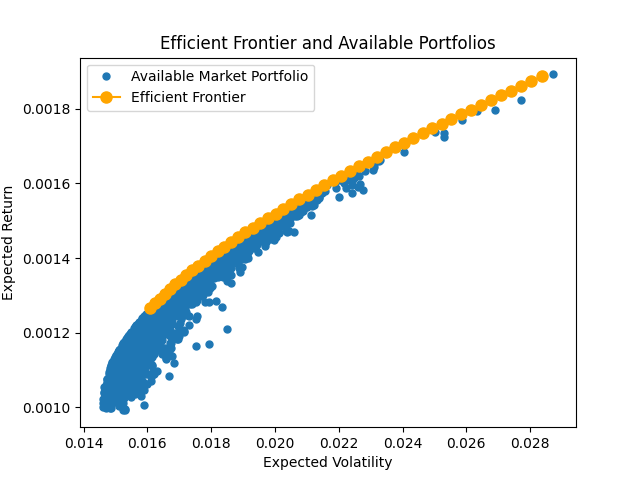 Efficient Frontier and Available Portfolios
Available Market Portfolio
Efficient Frontier
Expected Return
0.0018
0.0016
0.0014
0.0012
0.0010
0.014 0.016 0.018 0.020 0.022 0.024 0.026 0.028
Expected Volatility